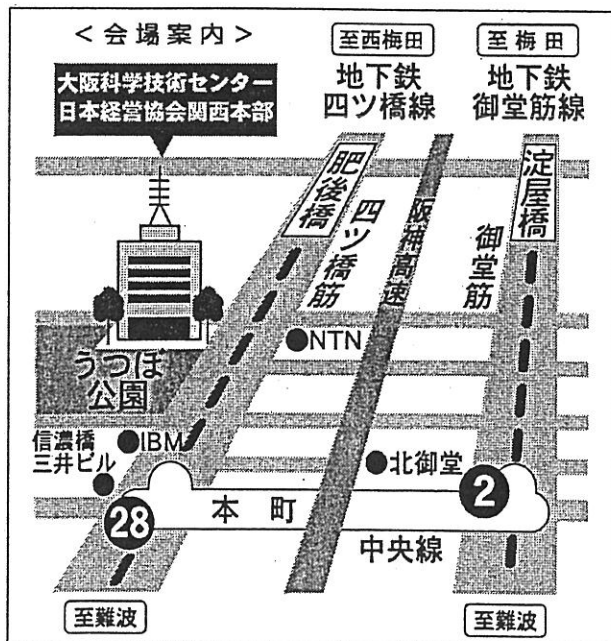 <会場案内>
大阪科学技術センター
日本経営協会関西本部
至西梅田
地下鉄
四ツ橋線
至梅田
地下鉄
御堂筋線
肥後橋
四ツ橋筋
阪神高速
御堂筋
淀屋橋
NTN
うつぼ
公園
信濃橋
三井ビル
IBM
北御堂
28
本町
2
中央線
至難波
至難波